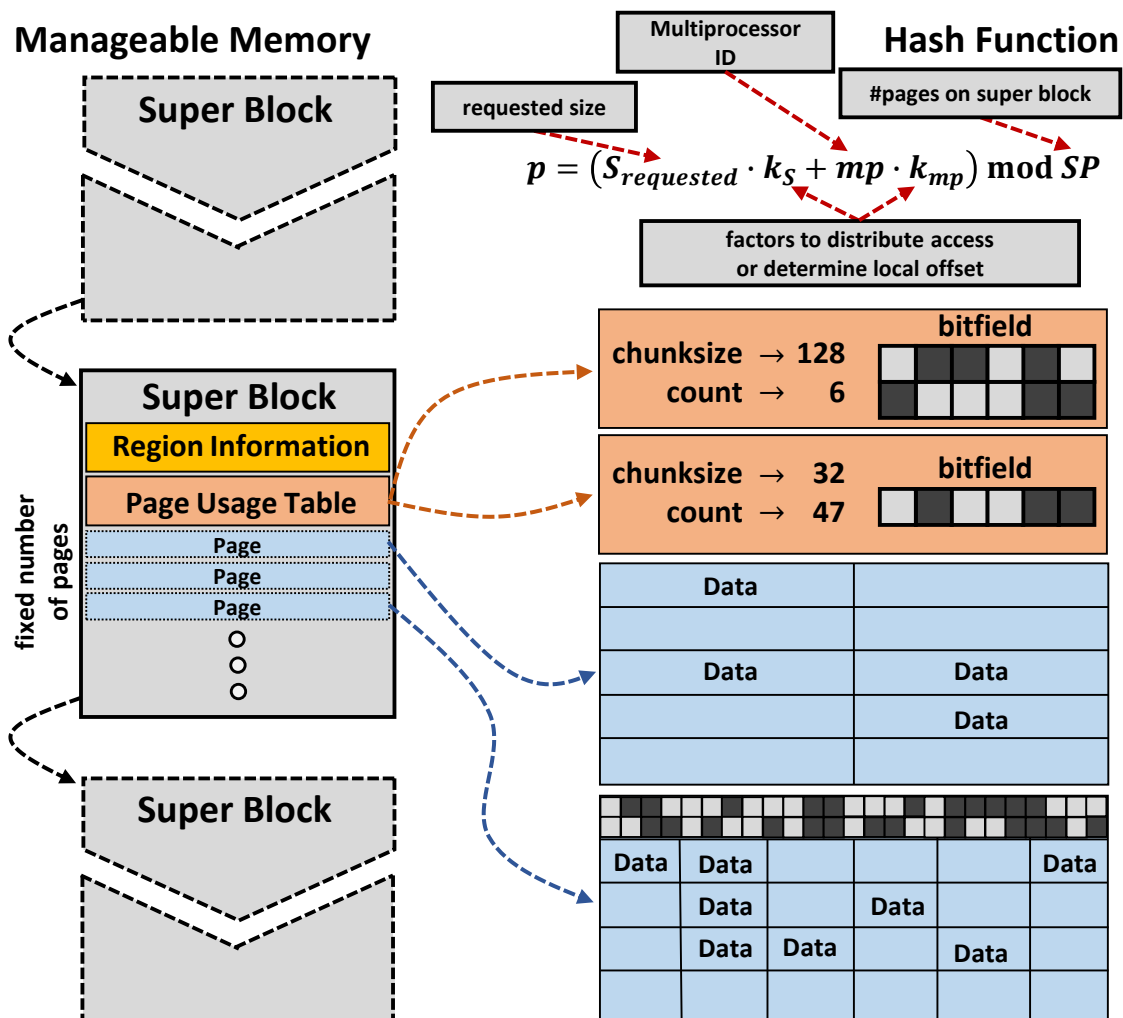 Manageable Memory
Super Block
Super Block
Region Information
Page Usage Table
Page
Page
Page
fixed number
of pages
Super Block
Hash Function
Multiprocessor
ID
requested size
#pages on super block
p = (S_requested · k_S + mp · k_mp) mod SP
factors to distribute access
or determine local offset
bitfield
chunksize → 128
count → 6
bitfield
chunksize → 32
count → 47
Data
Data Data
Data
Data Data Data
Data Data
Data Data Data